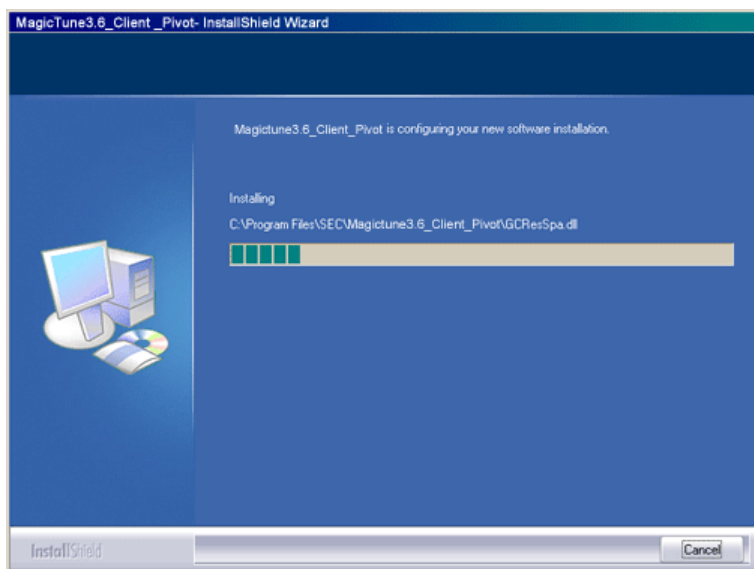 MagicTune3.6_Client _Pivot- InstallShield Wizard
Magictune3.6_Client_Pivot is configuring your new software installation.
Installing
C:\Program Files\SEC\Magictune3.6_Client_Pivot\GCResSpa.dll
InstallShield
Cancel